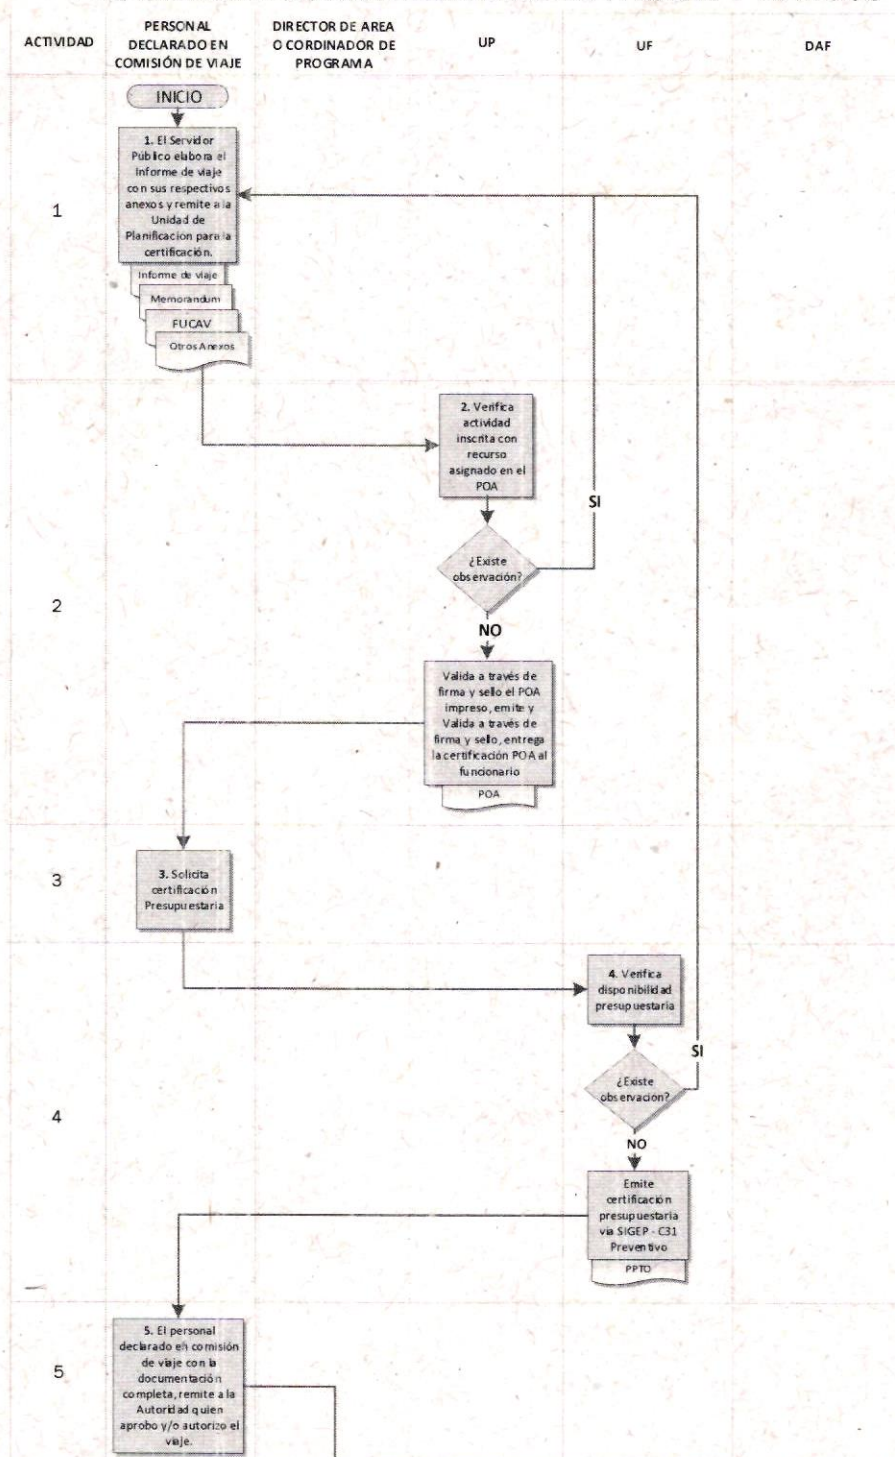 ACTIVIDAD
PERSONAL
DECLARADO EN
COMISIÓN DE VIAJE
DIRECTOR DE AREA
O CORDINADOR DE
PROGRAMA
UP
UF
DAF
INICIO
1
1. El Servidor
Público elabora el
Informe de viaje
con sus respectivos
anexos y remite a la
Unidad de
Planificacion para la
certificación.
Informe de viaje
Memorandum
FUCAV
Otros Anexos
2
2. Verifica
actividad
inscrita con
recurso
asignado en el
POA
SI
¿Existe
observación?
NO
Valida a través de
firma y sello el POA
impreso, emite y
Valida a través de
firma y sello, entrega
la certificación POA al
funcionario
POA
3
3. Solicita
certificación
Presupuestaria
4
4. Verifica
disponibilidad
presupuestaria
SI
¿Existe
observación?
NO
Emite
certificación
presupuestaria
via SIGEP - C31
Preventivo
PPTO
5
5. El personal
declarado en comisión
de viaje con la
documentación
completa, remite a la
Autoridad quien
aprobo y/o autorizo el
viaje.